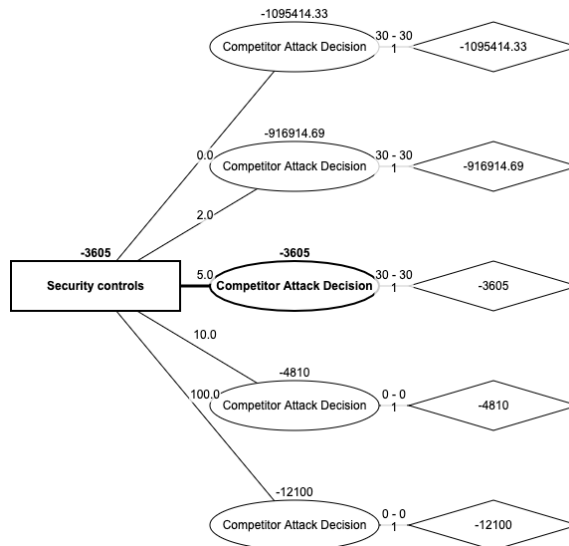 -1095414.33
Competitor Attack Decision
30 - 30
1
-1095414.33
0.0
-916914.69
Competitor Attack Decision
30 - 30
1
-916914.69
2.0
-3605
Security controls
5.0
-3605
Competitor Attack Decision
30 - 30
1
-3605
10.0
-4810
Competitor Attack Decision
0 - 0
1
-4810
100.0
-12100
Competitor Attack Decision
0 - 0
1
-12100